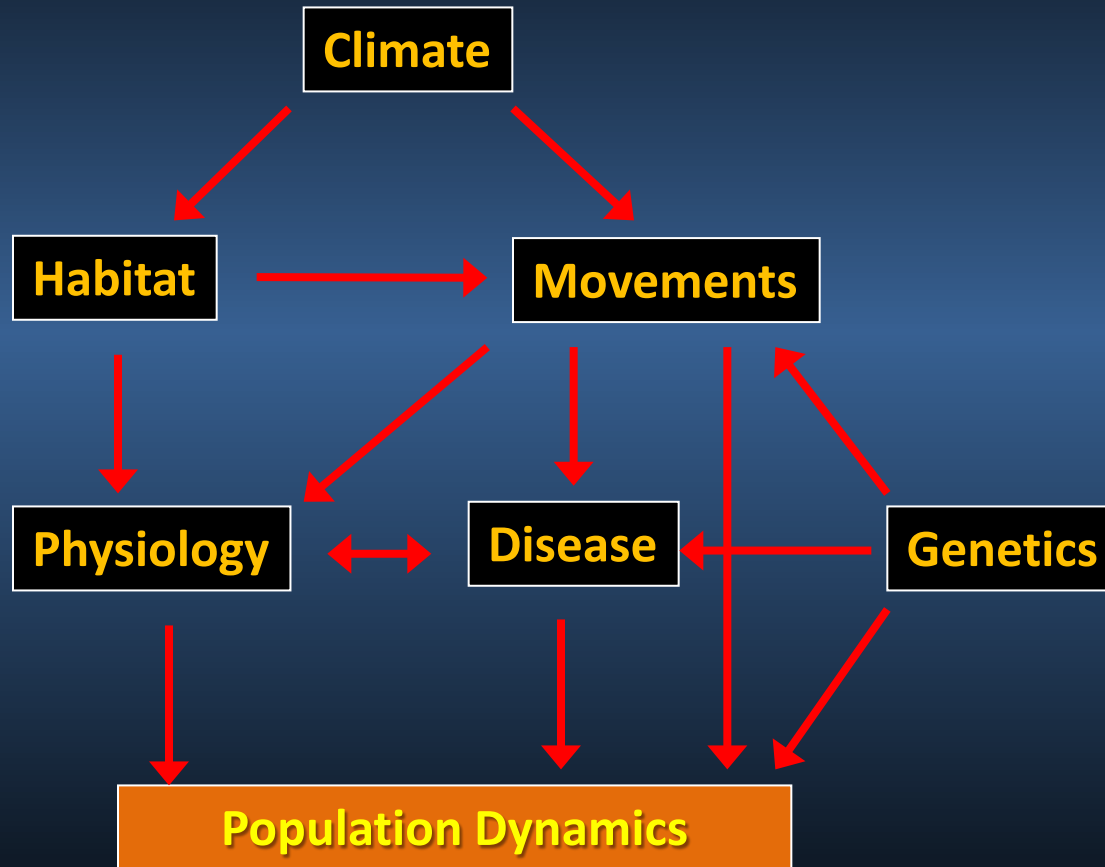 Climate
Habitat
Movements
Physiology
Disease
Genetics
Population Dynamics